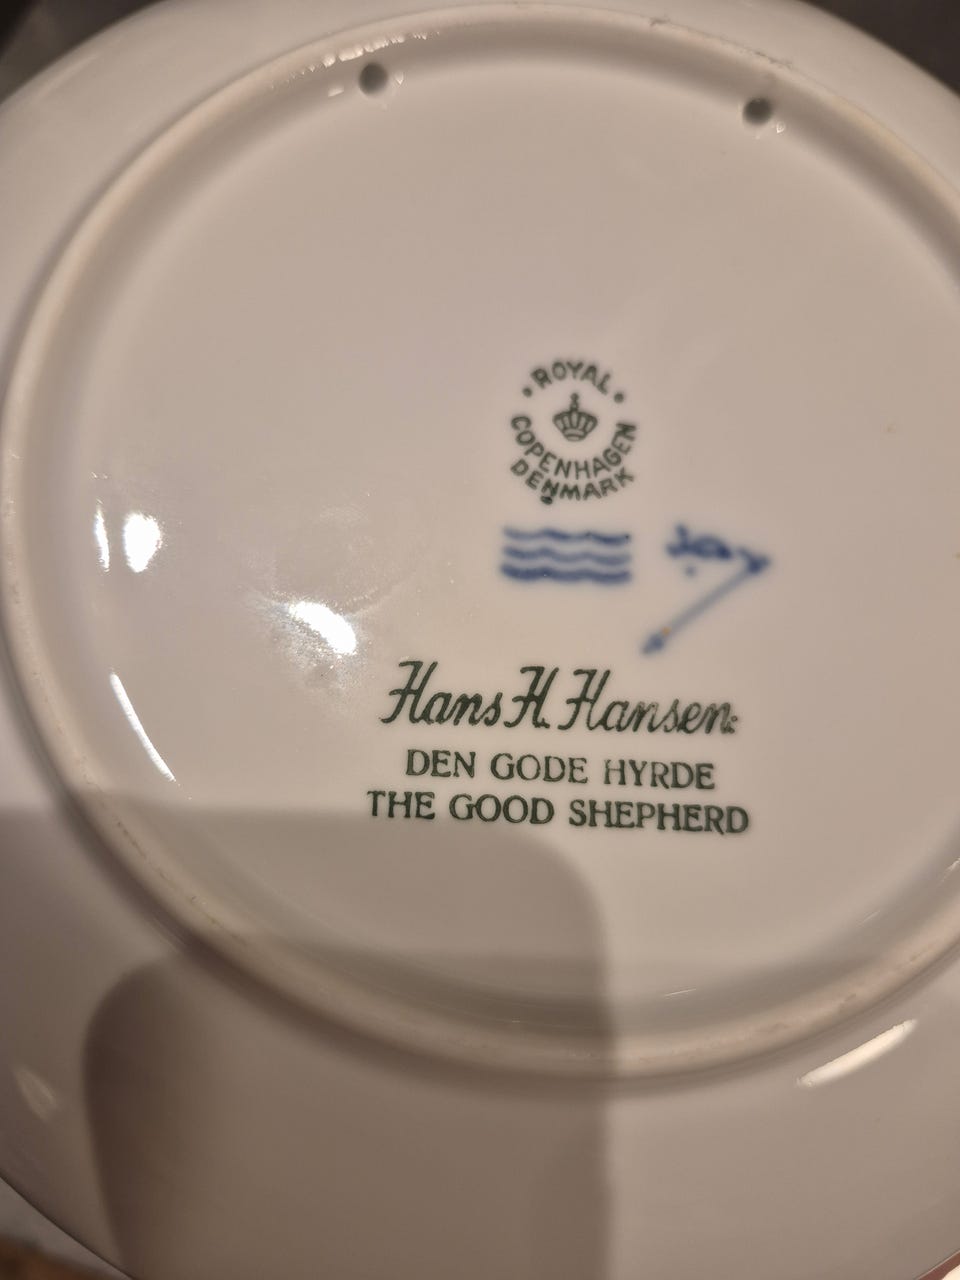 · ROYAL ·
COPENHAGEN
DENMARK
Hans H. Hansen:
DEN GODE HYRDE
THE GOOD SHEPHERD